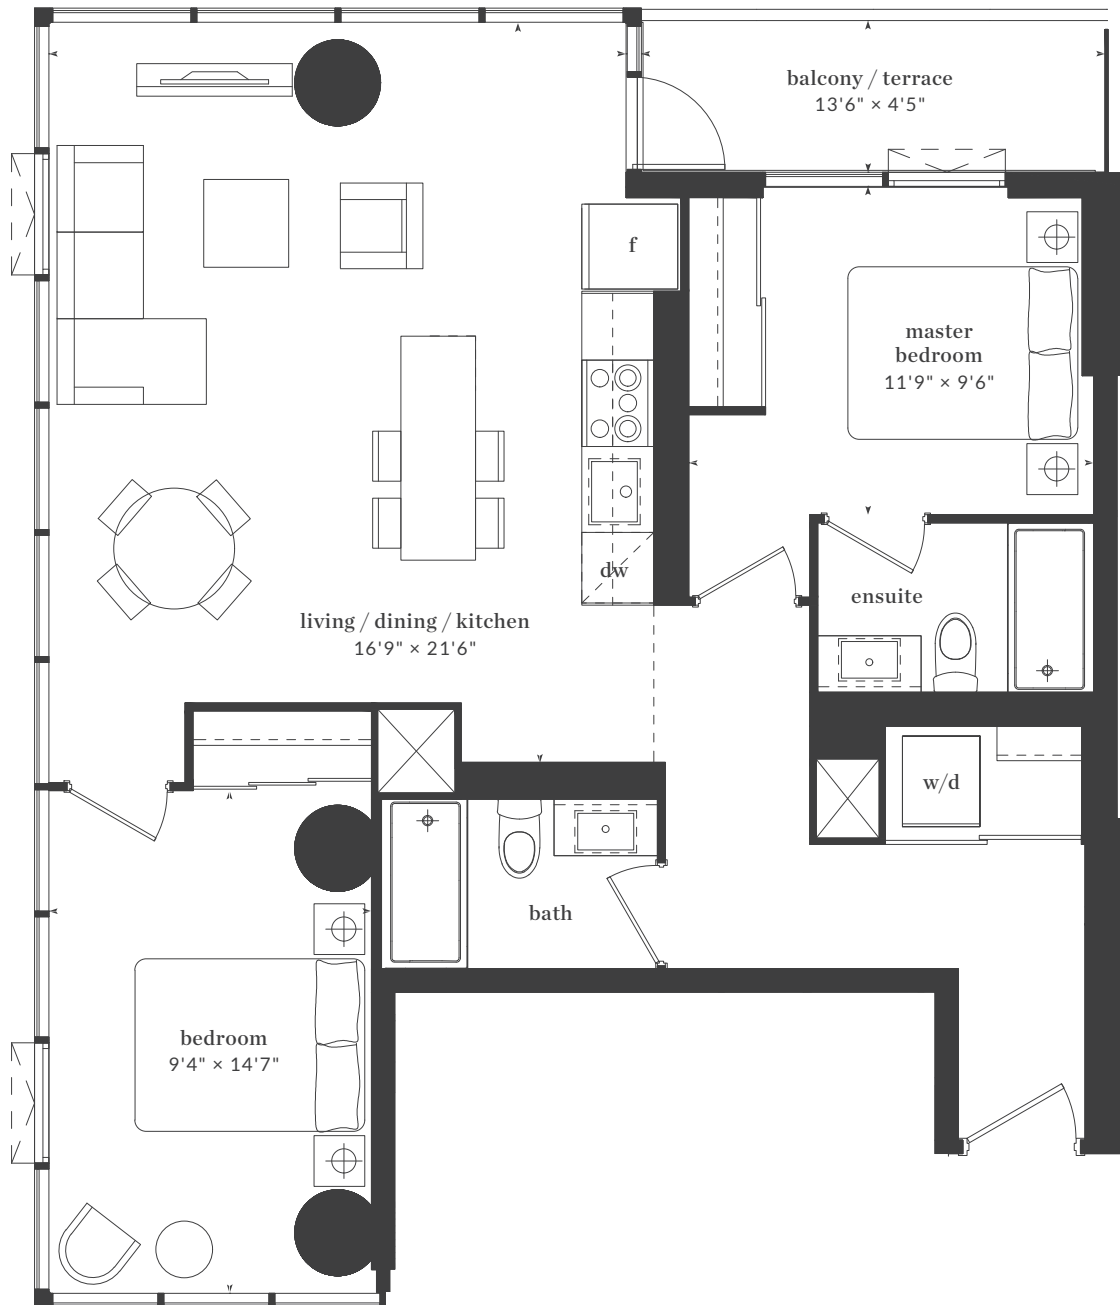 balcony / terrace
13'6" × 4'5"
f
master
bedroom
11'9" × 9'6"
dw
ensuite
living / dining / kitchen
16'9" × 21'6"
w/d
bath
bedroom
9'4" × 14'7"